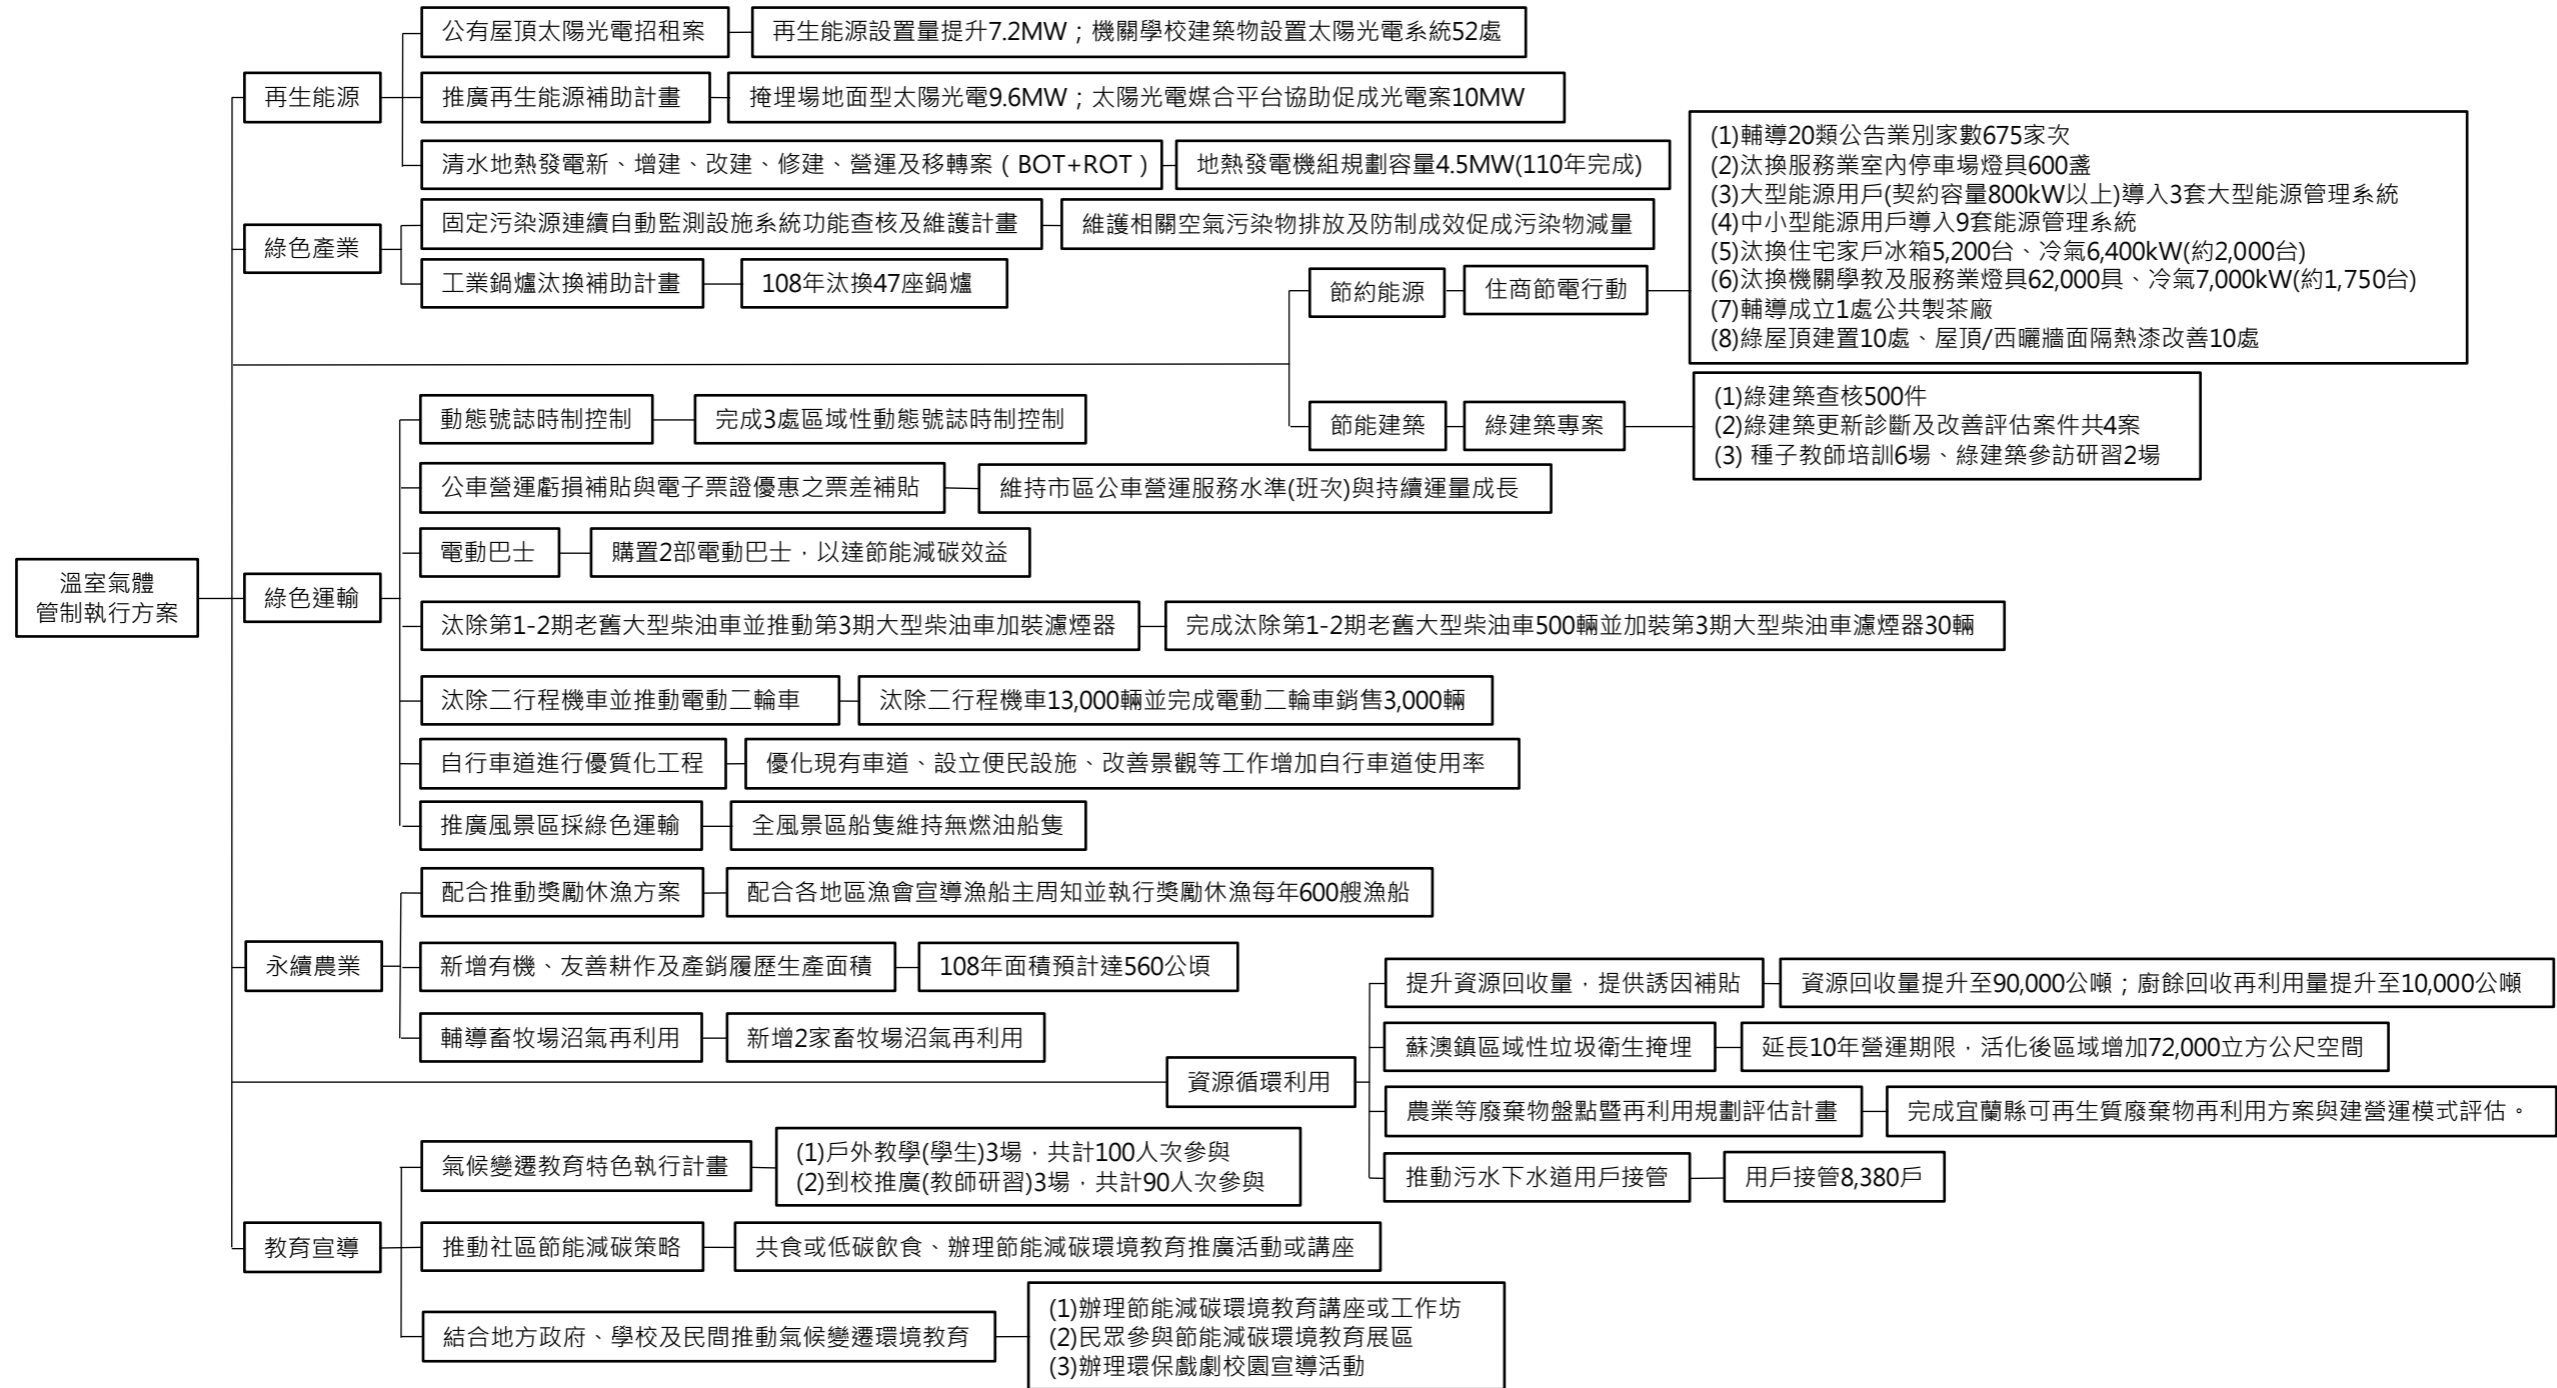 溫室氣體
管制執行方案
再生能源
公有屋頂太陽光電招租案
再生能源設置量提升7.2MW；機關學校建築物設置太陽光電系統52處
推廣再生能源補助計畫
掩埋場地面型太陽光電9.6MW；太陽光電媒合平台協助促成光電案10MW
清水地熱發電新、增建、改建、修建、營運及移轉案（BOT+ROT）
地熱發電機組規劃容量4.5MW(110年完成)
綠色產業
固定污染源連續自動監測設施系統功能查核及維護計畫
維護相關空氣污染物排放及防制成效促成污染物減量
工業鍋爐汰換補助計畫
108年汰換47座鍋爐
節約能源
住商節電行動
(1)輔導20類公告業別家數675家次
(2)汰換服務業室內停車場燈具600盞
(3)大型能源用戶(契約容量800kW以上)導入3套大型能源管理系統
(4)中小型能源用戶導入9套能源管理系統
(5)汰換住宅家戶冰箱5,200台、冷氣6,400kW(約2,000台)
(6)汰換機關學教及服務業燈具62,000具、冷氣7,000kW(約1,750台)
(7)輔導成立1處公共製茶廠
(8)綠屋頂建置10處、屋頂/西曬牆面隔熱漆改善10處
節能建築
綠建築專案
(1)綠建築查核500件
(2)綠建築更新診斷及改善評估案件共4案
(3) 種子教師培訓6場、綠建築參訪研習2場
綠色運輸
動態號誌時制控制
完成3處區域性動態號誌時制控制
公車營運虧損補貼與電子票證優惠之票差補貼
維持市區公車營運服務水準(班次)與持續運量成長
電動巴士
購置2部電動巴士，以達節能減碳效益
汰除第1-2期老舊大型柴油車並推動第3期大型柴油車加裝濾煙器
完成汰除第1-2期老舊大型柴油車500輛並加裝第3期大型柴油車濾煙器30輛
汰除二行程機車並推動電動二輪車
汰除二行程機車13,000輛並完成電動二輪車銷售3,000輛
自行車道進行優質化工程
優化現有車道、設立便民設施、改善景觀等工作增加自行車道使用率
推廣風景區採綠色運輸
全風景區船隻維持無燃油船隻
永續農業
配合推動獎勵休漁方案
配合各地區漁會宣導漁船主周知並執行獎勵休漁每年600艘漁船
新增有機、友善耕作及產銷履歷生產面積
108年面積預計達560公頃
輔導畜牧場沼氣再利用
新增2家畜牧場沼氣再利用
資源循環利用
提升資源回收量，提供誘因補貼
資源回收量提升至90,000公噸；廚餘回收再利用量提升至10,000公噸
蘇澳鎮區域性垃圾衛生掩埋
延長10年營運期限，活化後區域增加72,000立方公尺空間
農業等廢棄物盤點暨再利用規劃評估計畫
完成宜蘭縣可再生質廢棄物再利用方案與建營運模式評估。
推動污水下水道用戶接管
用戶接管8,380戶
教育宣導
氣候變遷教育特色執行計畫
(1)戶外教學(學生)3場，共計100人次參與
(2)到校推廣(教師研習)3場，共計90人次參與
推動社區節能減碳策略
共食或低碳飲食、辦理節能減碳環境教育推廣活動或講座
結合地方政府、學校及民間推動氣候變遷環境教育
(1)辦理節能減碳環境教育講座或工作坊
(2)民眾參與節能減碳環境教育展區
(3)辦理環保戲劇校園宣導活動